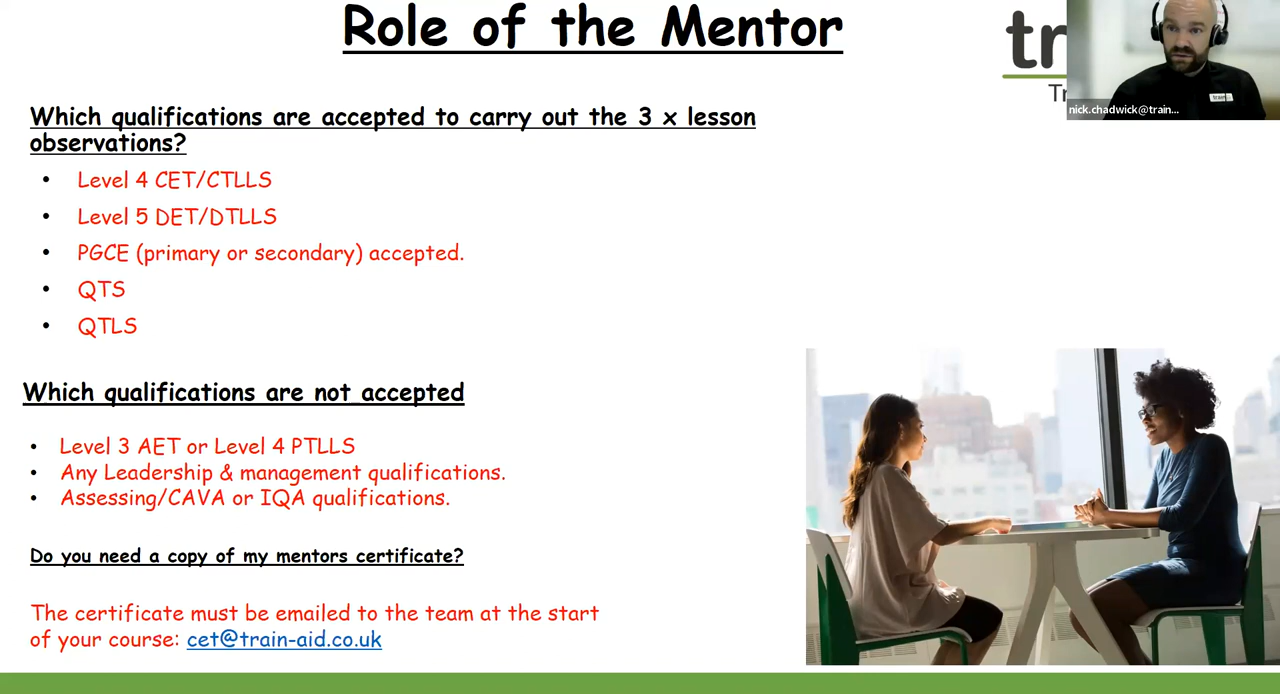 Role of the Mentor
tr
Tr
nick.chadwick@train...
Which qualifications are accepted to carry out the 3 x lesson
observations?
• Level 4 CET/CTLLS
• Level 5 DET/DTLLS
• PGCE (primary or secondary) accepted.
• QTS
• QTLS
Which qualifications are not accepted
• Level 3 AET or Level 4 PTLLS
• Any Leadership & management qualifications.
• Assessing/CAVA or IQA qualifications.
Do you need a copy of my mentors certificate?
The certificate must be emailed to the team at the start
of your course: cet@train-aid.co.uk